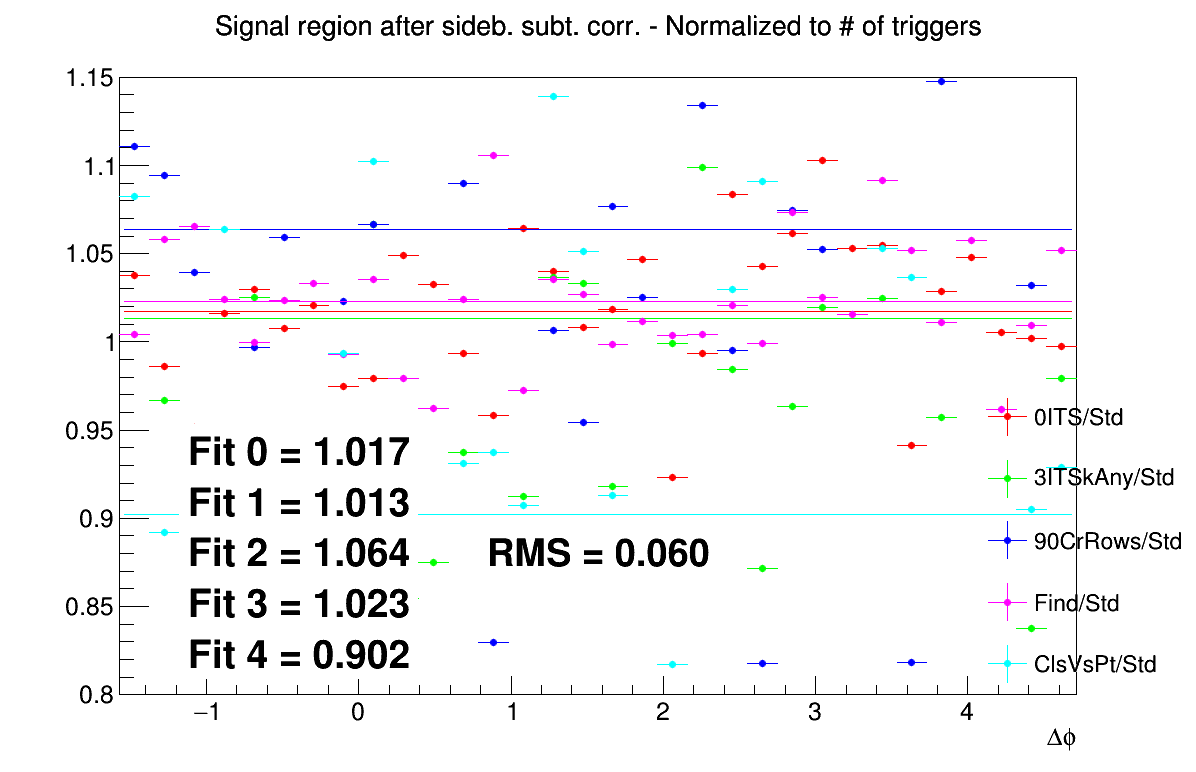 Signal region after sideb. subt. corr. - Normalized to # of triggers
1.15
1.1
1.05
1
0.95
0.9
0.85
0.8
Fit 0 = 1.017
Fit 1 = 1.013
Fit 2 = 1.064
Fit 3 = 1.023
Fit 4 = 0.902
RMS = 0.060
0ITS/Std
3ITSkAny/Std
90CrRows/Std
Find/Std
ClsVsPt/Std
−1 0 1 2 3 4
Δϕ